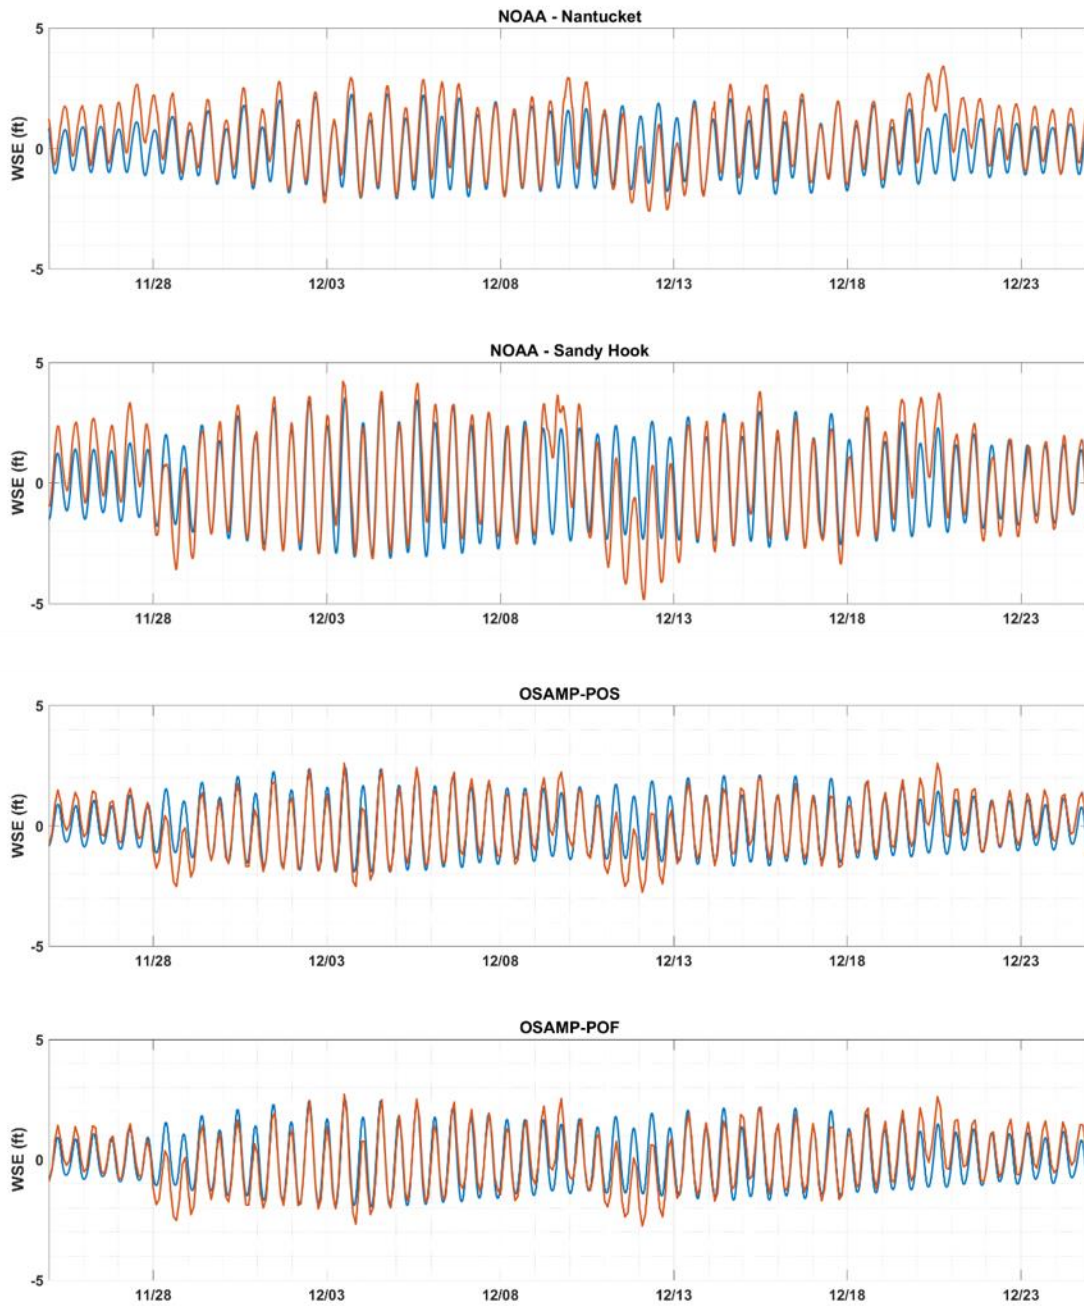 NOAA - Nantucket
5
0
-5
WSE (ft)
11/28 12/03 12/08 12/13 12/18 12/23
NOAA - Sandy Hook
5
0
-5
WSE (ft)
11/28 12/03 12/08 12/13 12/18 12/23
OSAMP-POS
5
0
-5
WSE (ft)
11/28 12/03 12/08 12/13 12/18 12/23
OSAMP-POF
5
0
-5
WSE (ft)
11/28 12/03 12/08 12/13 12/18 12/23